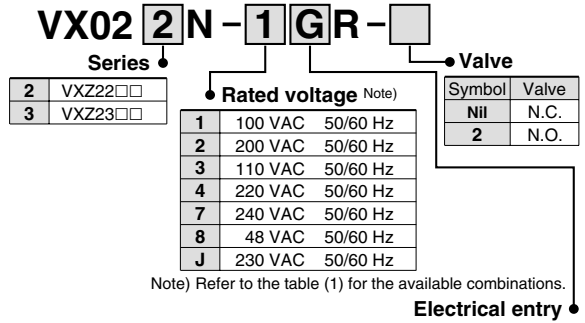 VX02 2 N – 1 G R –
Series
2 VXZ22□□
3 VXZ23□□
Rated voltage Note)
1 100 VAC 50/60 Hz
2 200 VAC 50/60 Hz
3 110 VAC 50/60 Hz
4 220 VAC 50/60 Hz
7 240 VAC 50/60 Hz
8 48 VAC 50/60 Hz
J 230 VAC 50/60 Hz
Valve
Symbol Valve
Nil N.C.
2 N.O.
Note) Refer to the table (1) for the available combinations.
Electrical entry